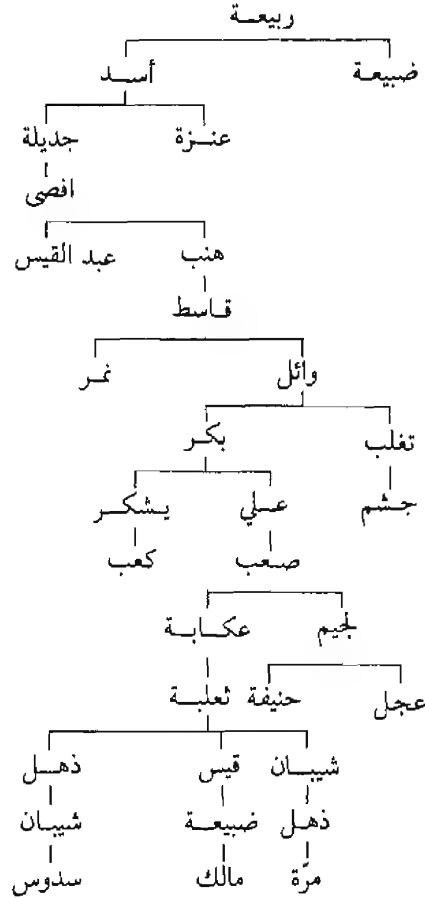 ربيعة
ضبيعة أسد
عنزة جديلة
افصى
هنب عبد القيس
قاسط
وائل نمر
تغلب بكر
جشم علي يشكر
صعب كعب
لجيم عكابة
عجل حنيفة ثعلبة
شيبان قيس ذهل
ذهل ضبيعة شيبان
مرّة مالك سدوس